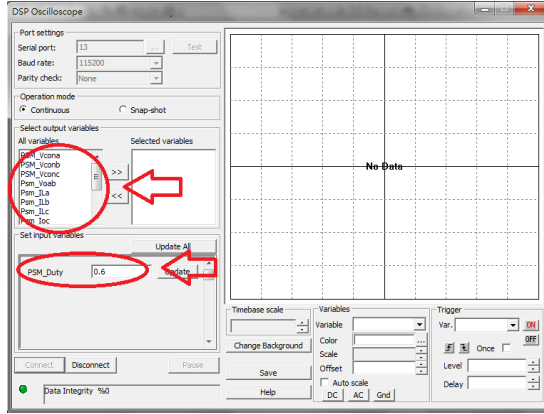 DSP Oscilloscope
Port settings
Serial port: 13 ... Test
Baud rate: 115200
Parity check: None
Operation mode
Continuous Snap-shot
Select output variables
All variables Selected variables
PSM_Vcona
PSM_Vconb
PSM_Vconc
Psm_Voab
Psm_ILa
Psm_ILb
Psm_ILc
Psm_Ioc
>>
<<
No Data
Set input variables
Update All
PSM_Duty 0.6 Update
Connect Disconnect Pause
Data Integrity %0
Timebase scale
Change Background
Save
Help
Variables
Variable
Color ...
Scale
Offset
Auto scale
DC AC Gnd
Trigger
Var. ON
OFF
Once
Level
Delay